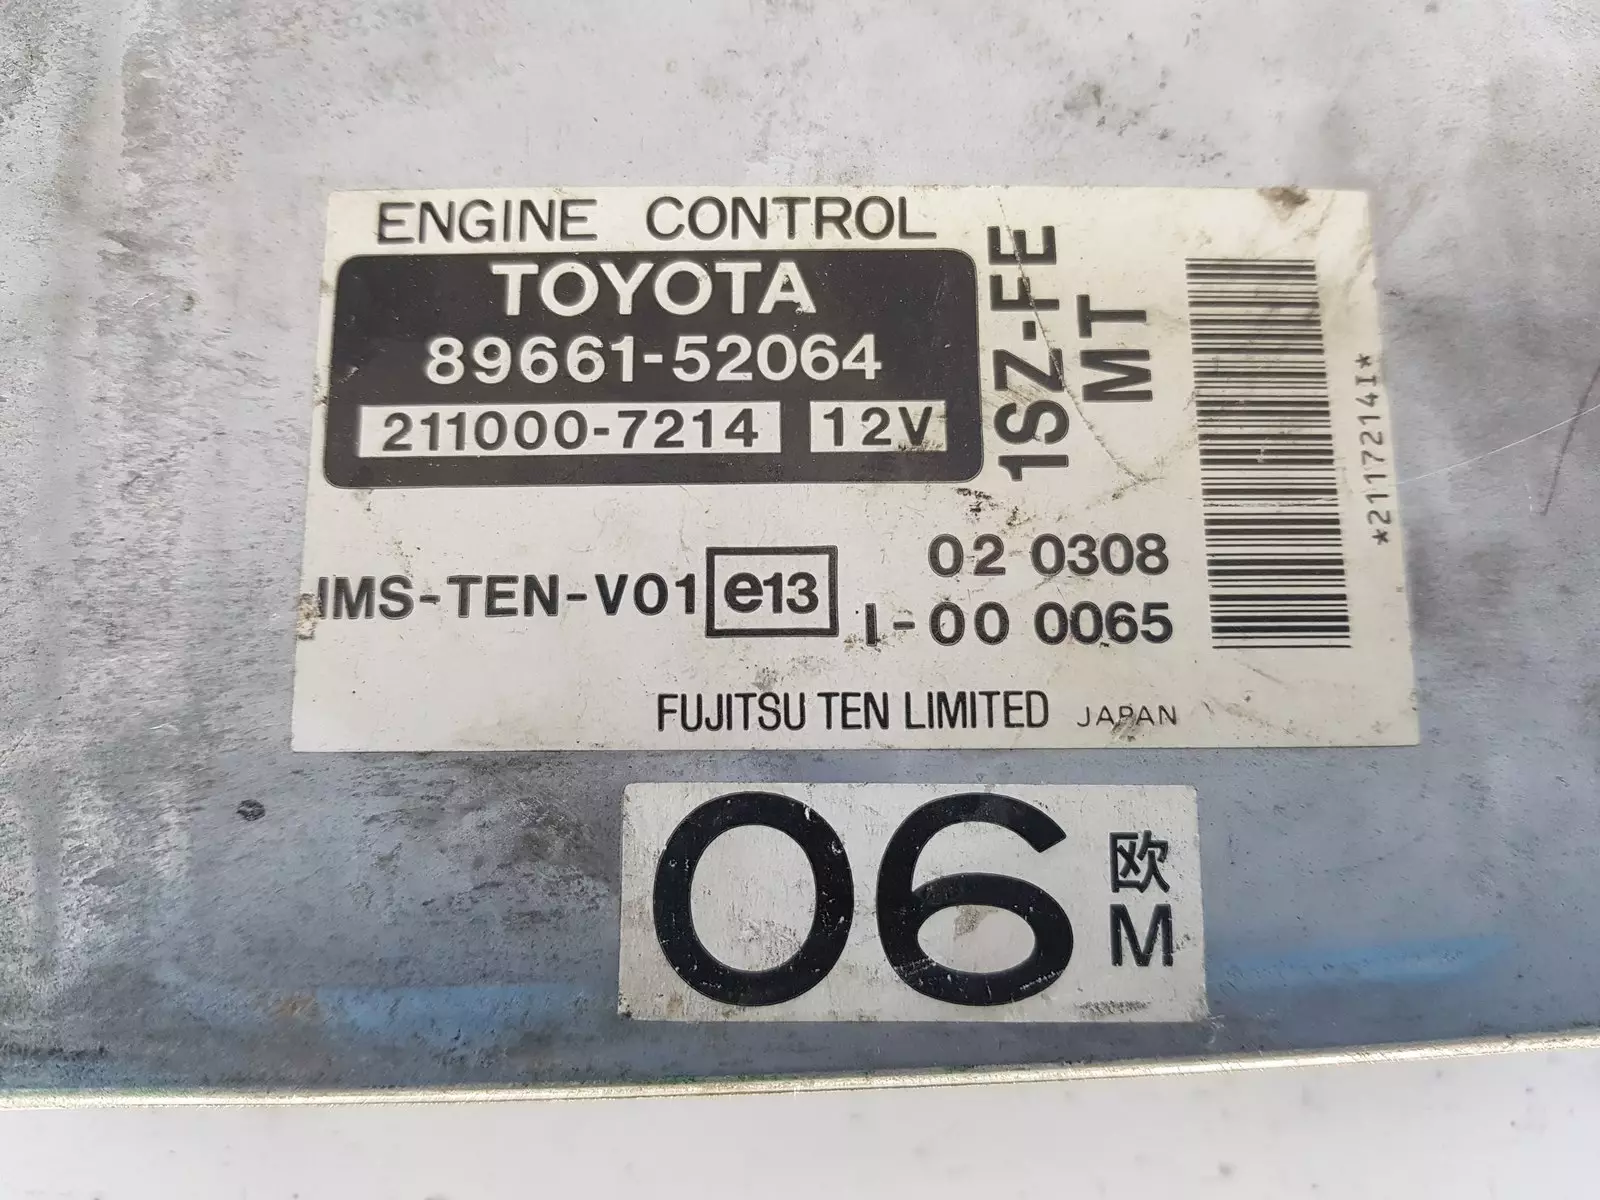 ENGINE CONTROL
TOYOTA
89661-52064
211000-7214 12V
1SZ-FE
MT
*21172141*
IMS-TEN-V01 e13
02 0308
I-00 0065
FUJITSU TEN LIMITED JAPAN
06
欧
M